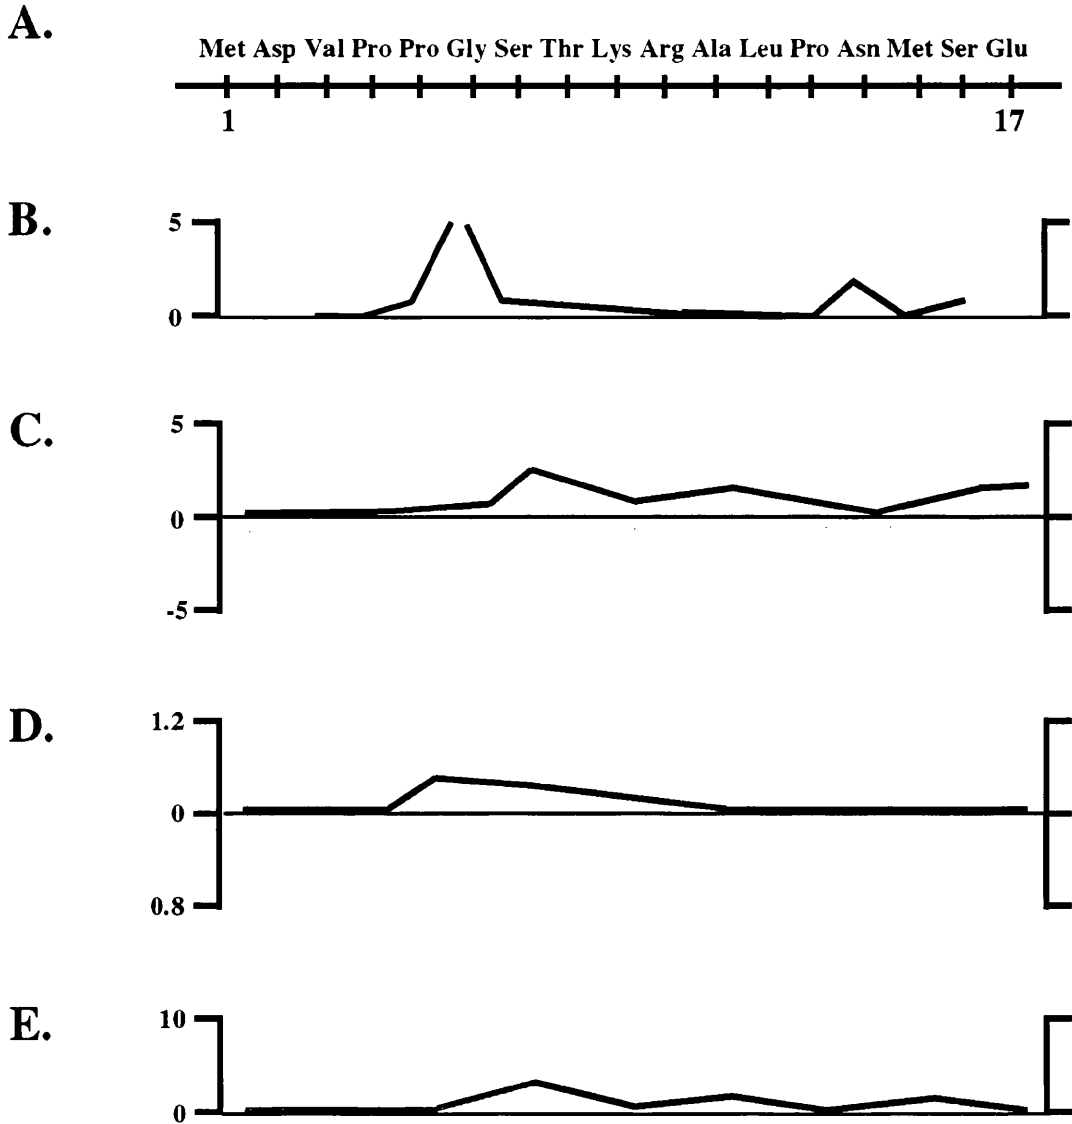 A.
Met Asp Val Pro Pro Gly Ser Thr Lys Arg Ala Leu Pro Asn Met Ser Glu
1 17
B.
5
0
C.
5
0
-5
D.
1.2
0
0.8
E.
10
0